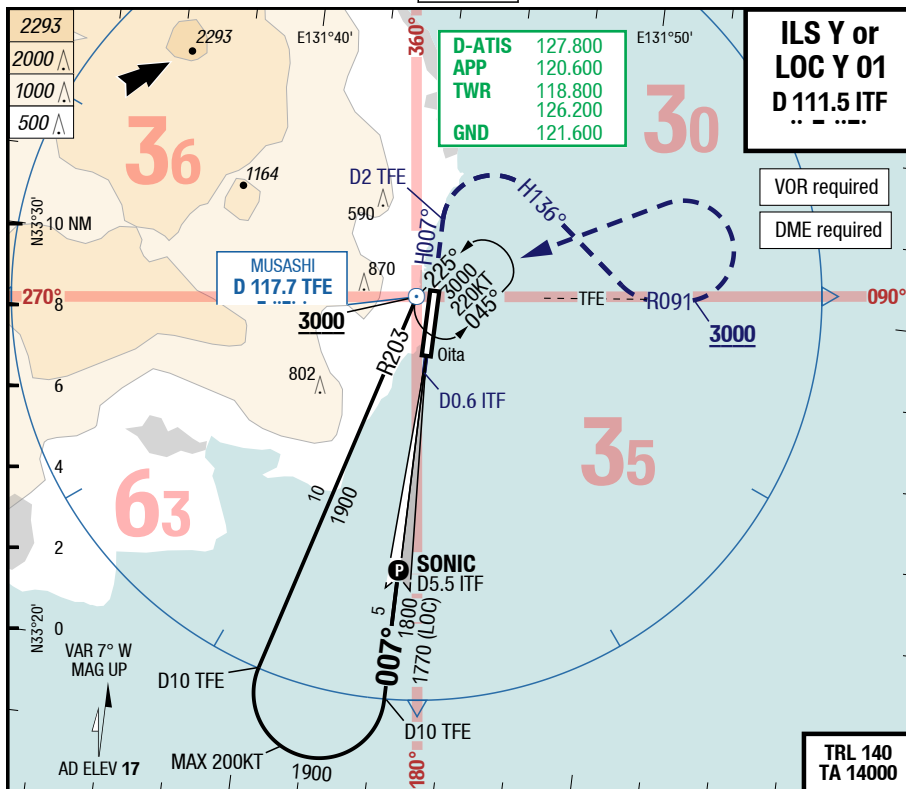 2293
2000
1000
500
2293
36
1164
E131°40'
360°
D-ATIS 127.800
APP 120.600
TWR 118.800
126.200
GND 121.600
E131°50'
30
ILS Y or
LOC Y 01
D 111.5 ITF
VOR required
DME required
N33°30'
10 NM
8
6
4
2
0
N33°20'
590
870
802
D2 TFE
H007°
H136°
MUSASHI
D 117.7 TFE
3000
270°
225°
3000
220KT
045°
TFE
R091
090°
3000
R203
Oita
D0.6 ITF
35
63
10
1900
SONIC
P
D5.5 ITF
5
1800
1770 (LOC)
007°
D10 TFE
D10 TFE
MAX 200KT
1900
180°
VAR 7° W
MAG UP
AD ELEV 17
TRL 140
TA 14000